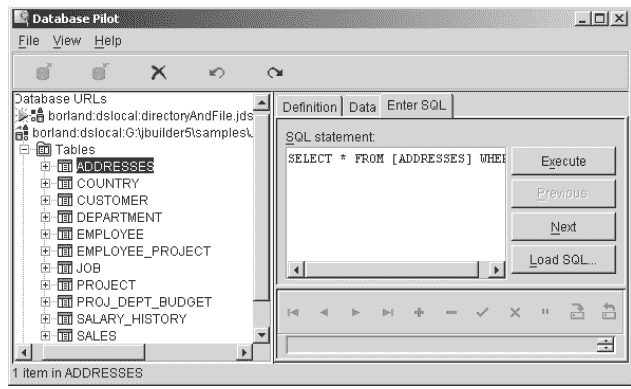 Database Pilot
File View Help
Database URLs
borland:dslocal:directoryAndFile.jds
borland:dslocal:G:\jbuilder5\samples\
Tables
ADDRESSES
COUNTRY
CUSTOMER
DEPARTMENT
EMPLOYEE
EMPLOYEE_PROJECT
JOB
PROJECT
PROJ_DEPT_BUDGET
SALARY_HISTORY
SALES
Definition Data Enter SQL
SQL statement:
SELECT * FROM [ADDRESSES] WHER
Execute
Previous
Next
Load SQL...
1 item in ADDRESSES